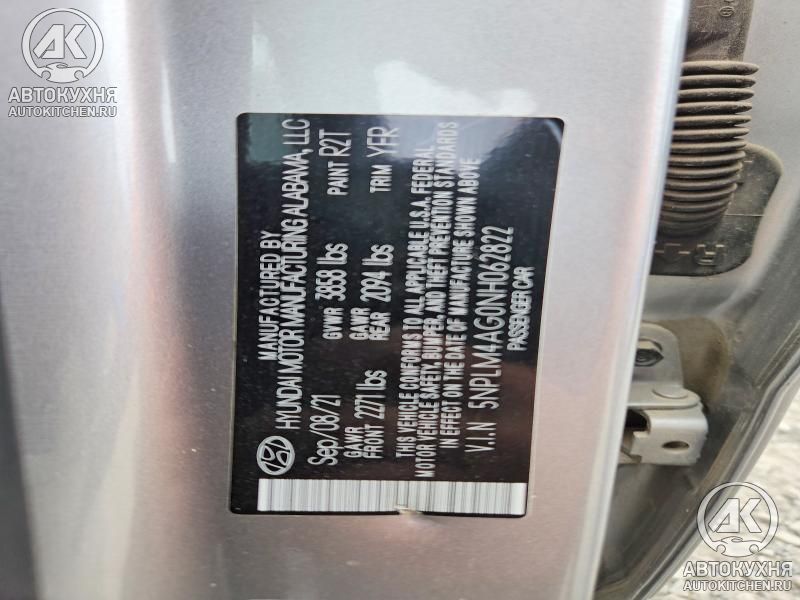 AK
АВТОКУХНЯ
AUTOKITCHEN.RU
MANUFACTURED BY
HYUNDAI MOTOR MANUFACTURING ALABAMA, LLC
Sep/08/21 GVWR 3858 lbs PAINT R2T
GAWR FRONT 2271 lbs GAWR REAR 2094 lbs TRIM YFR
THIS VEHICLE CONFORMS TO ALL APPLICABLE U.S.A. FEDERAL
MOTOR VEHICLE SAFETY, BUMPER, AND THEFT PREVENTION STANDARDS
IN EFFECT ON THE DATE OF MANUFACTURE SHOWN ABOVE
V.I.N 5NPLM4AG0NH062822
PASSENGER CAR
AK
АВТОКУХНЯ
AUTOKITCHEN.RU